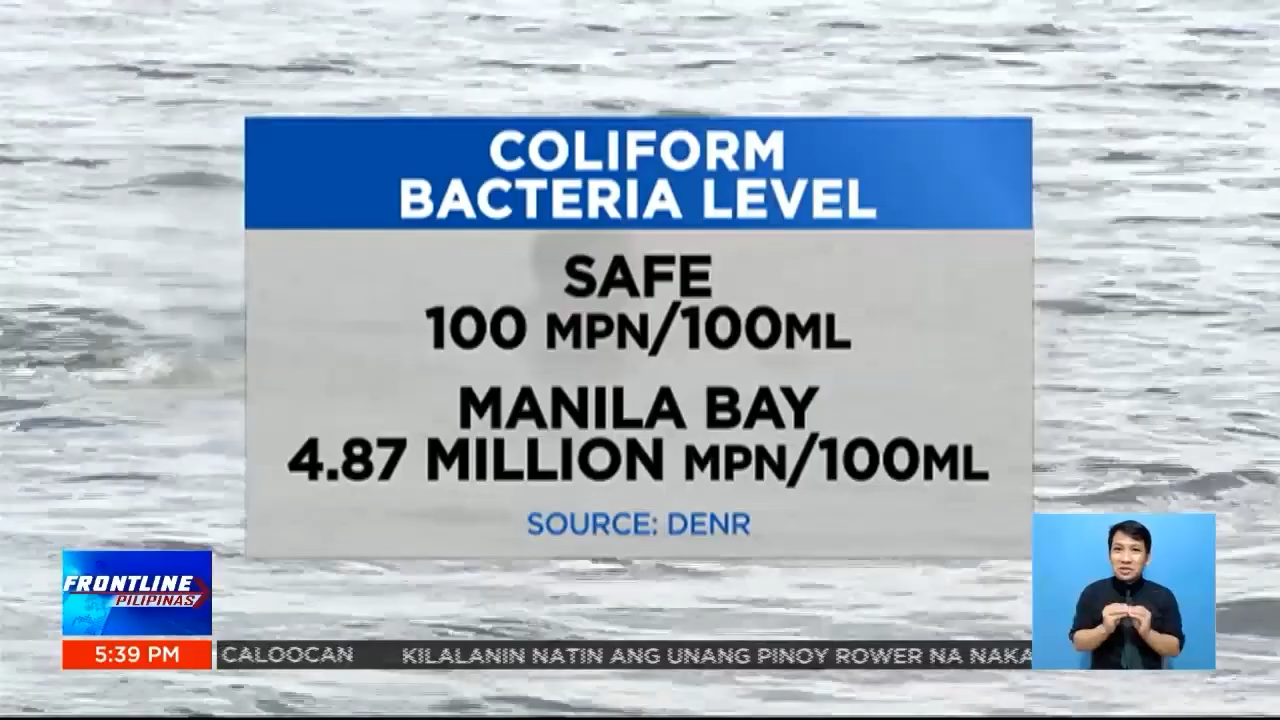 COLIFORM
BACTERIA LEVEL
SAFE
100 MPN/100ML
MANILA BAY
4.87 MILLION MPN/100ML
SOURCE: DENR
FRONTLINE
PILIPINAS
5:39 PM
CALOOCAN KILALANIN NATIN ANG UNANG PINOY ROWER NA NAKA